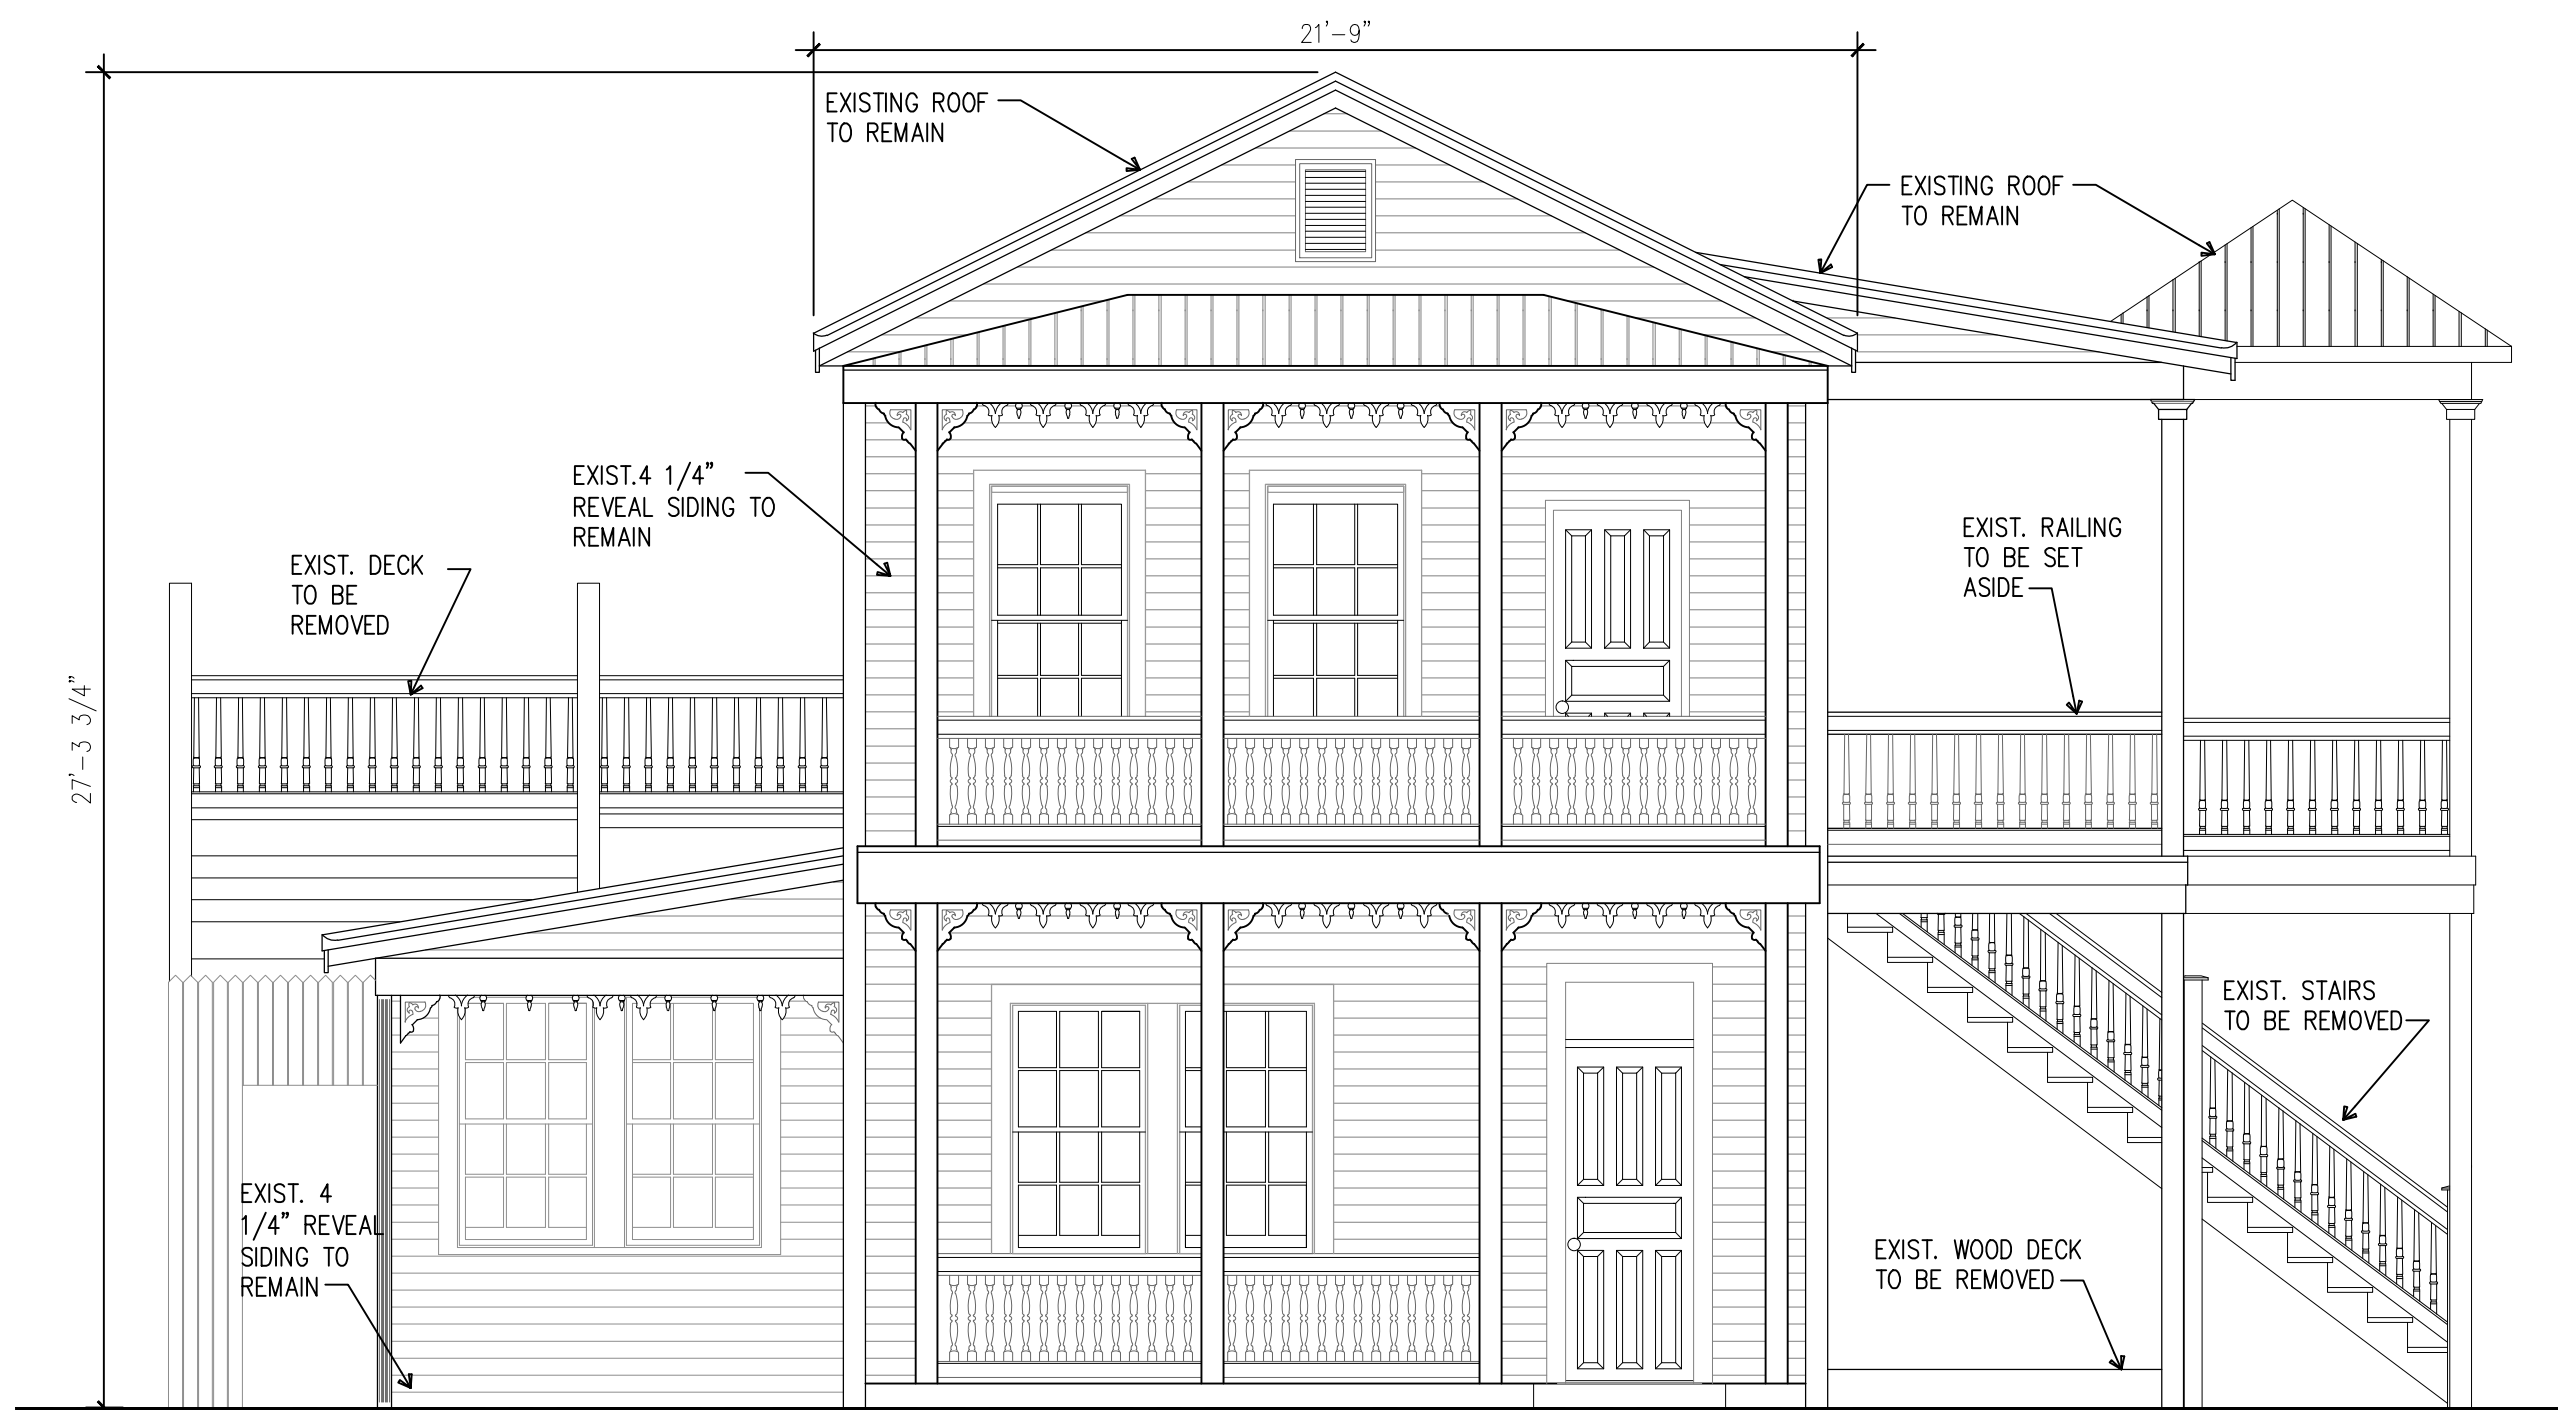 21'-9"
EXISTING ROOF
TO REMAIN
EXISTING ROOF
TO REMAIN
EXIST.4 1/4"
REVEAL SIDING TO
REMAIN
EXIST. DECK
TO BE
REMOVED
EXIST. RAILING
TO BE SET
ASIDE
27'-3 3/4"
EXIST. STAIRS
TO BE REMOVED
EXIST. 4
1/4" REVEAL
SIDING TO
REMAIN
EXIST. WOOD DECK
TO BE REMOVED